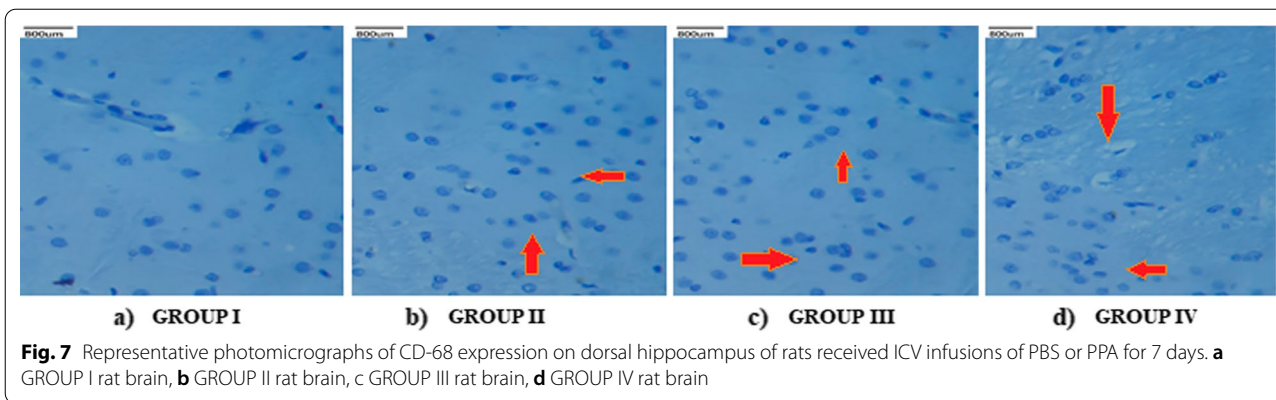 800um 800um 800um 800um
a) GROUP I b) GROUP II c) GROUP III d) GROUP IV
Fig. 7 Representative photomicrographs of CD-68 expression on dorsal hippocampus of rats received ICV infusions of PBS or PPA for 7 days. a
GROUP I rat brain, b GROUP II rat brain, c GROUP III rat brain, d GROUP IV rat brain